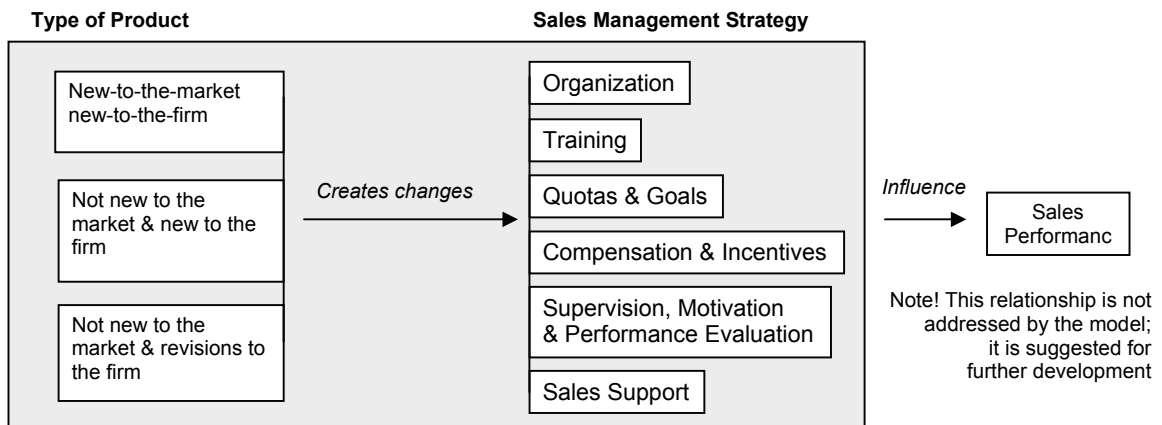 Type of Product
Sales Management Strategy
New-to-the-market
new-to-the-firm
Not new to the
market & new to the
firm
Not new to the
market & revisions to
the firm
Creates changes
Organization
Training
Quotas & Goals
Compensation & Incentives
Supervision, Motivation
& Performance Evaluation
Sales Support
Influence
Sales
Performanc
Note! This relationship is not
addressed by the model;
it is suggested for
further development